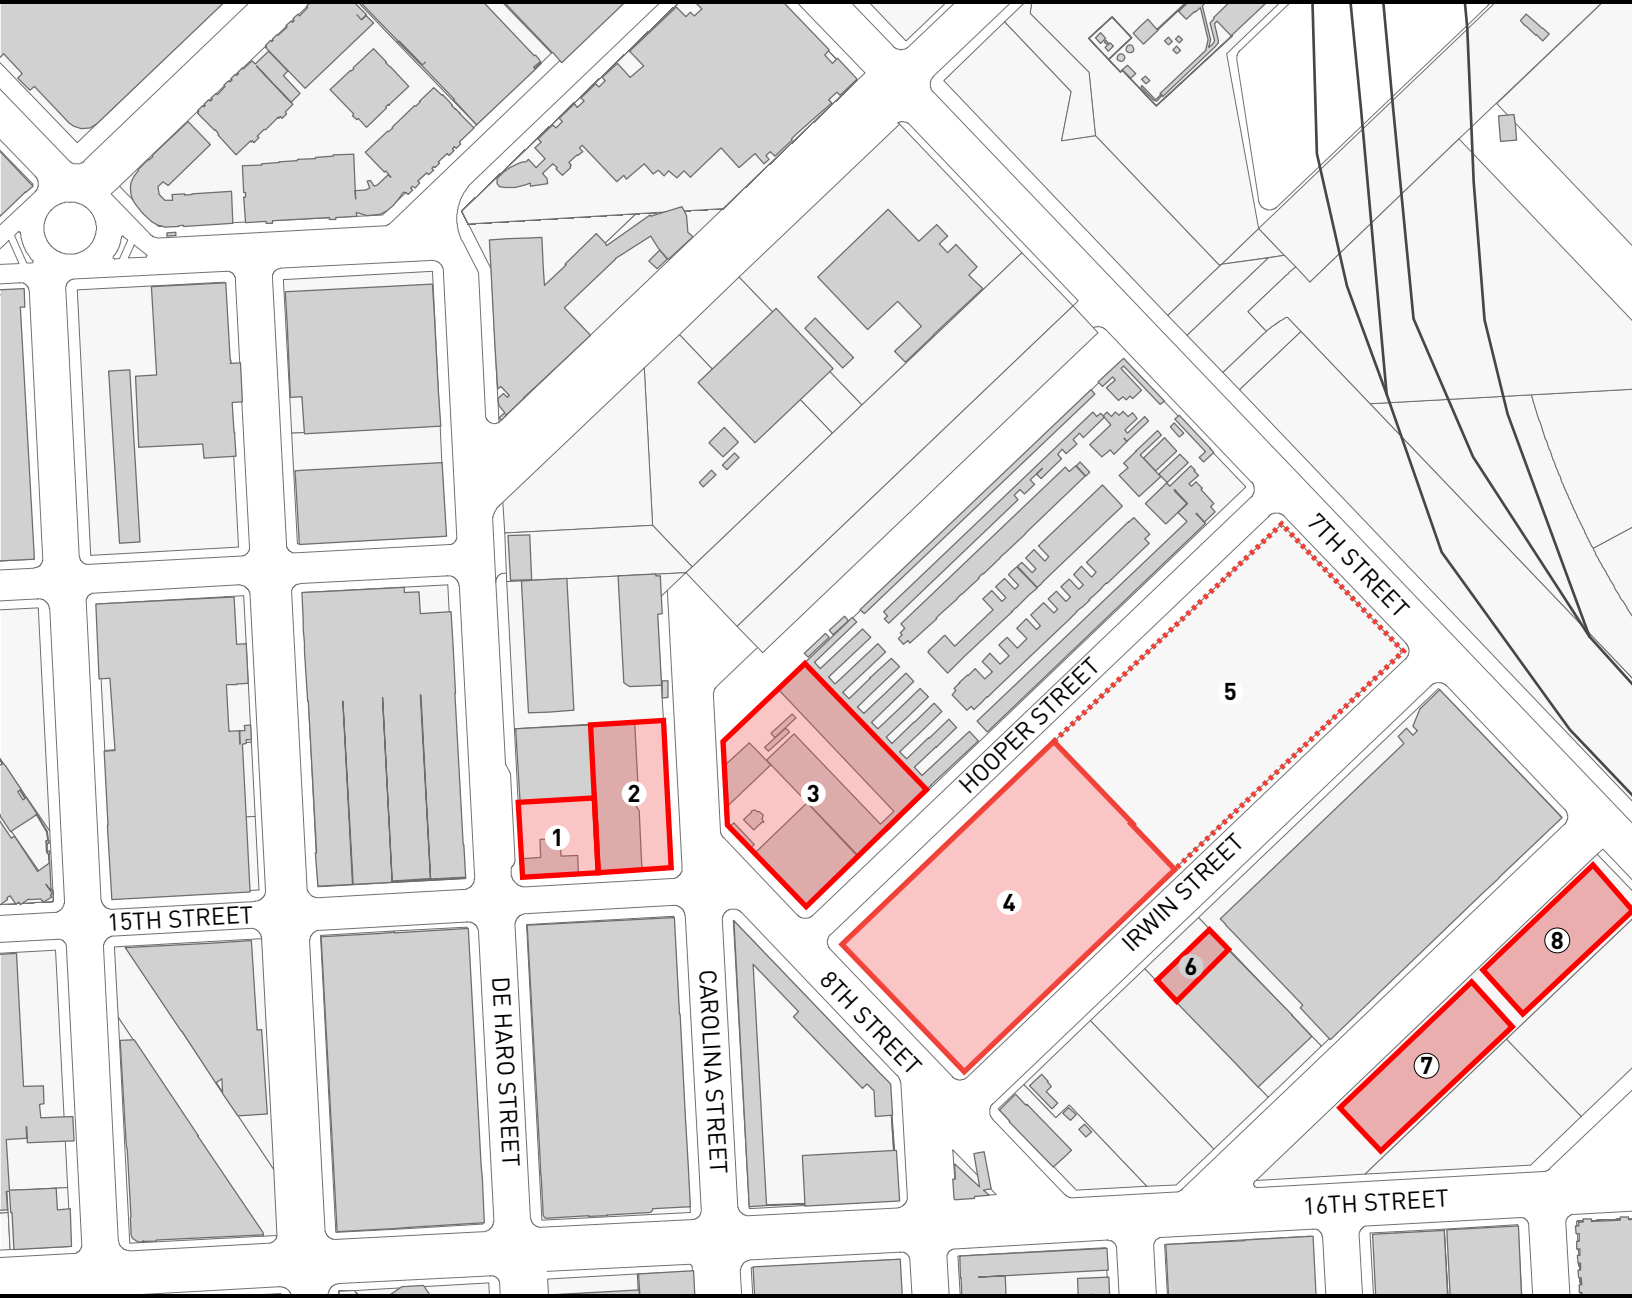 7TH STREET
HOOPER STREET
5
2
3
1
IRWIN STREET
4
15TH STREET
8
6
DE HARO STREET
CAROLINA STREET
8TH STREET
7
16TH STREET